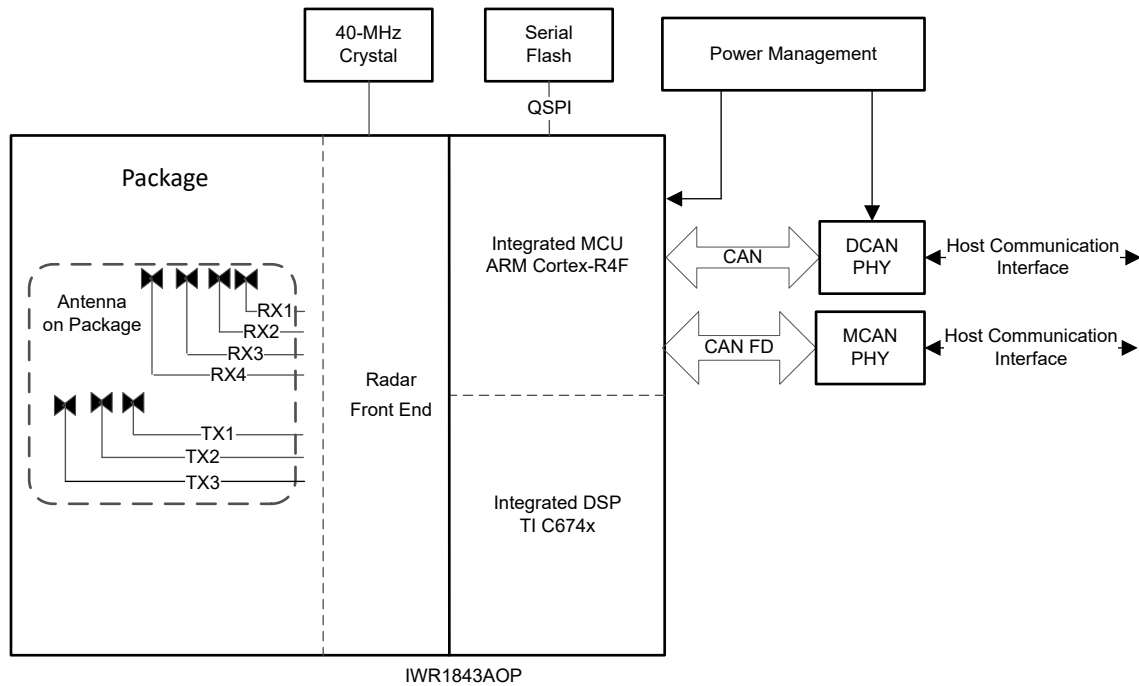 40-MHz
Crystal
Serial
Flash
Power Management
QSPI
Package
Integrated MCU
ARM Cortex-R4F
CAN
DCAN
PHY
Host Communication
Interface
Antenna
on Package
RX1
RX2
RX3
RX4
CAN FD
MCAN
PHY
Host Communication
Interface
Radar
Front End
TX1
TX2
TX3
Integrated DSP
TI C674x
IWR1843AOP